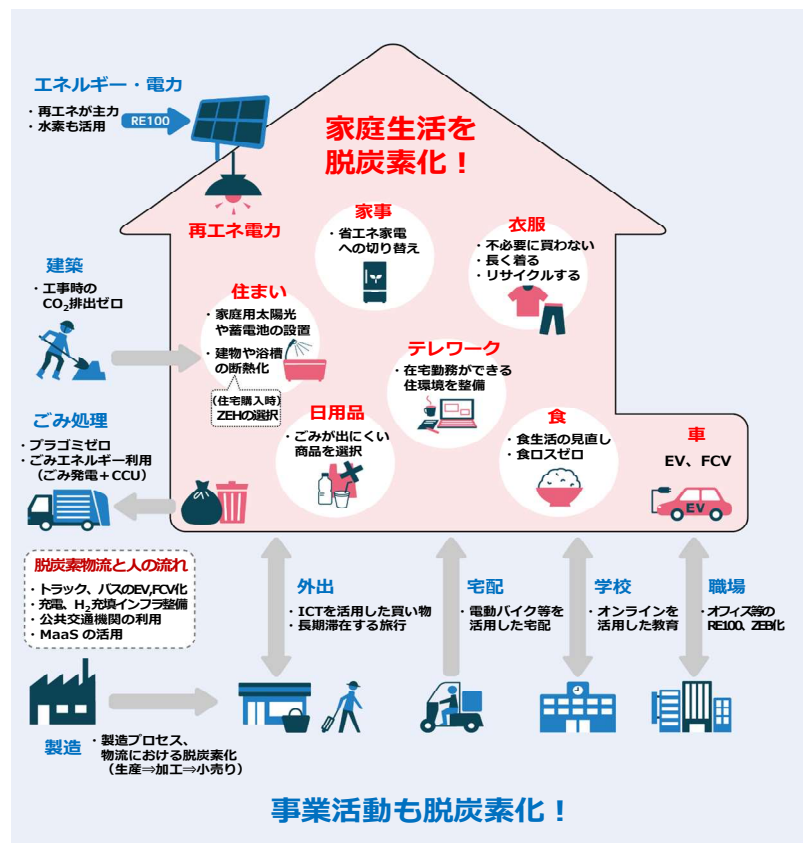 エネルギー・電力
・再エネが主力
・水素も活用
RE100
家庭生活を
脱炭素化！
再エネ電力
家事
・省エネ家電
への切り替え
衣服
・不必要に買わない
・長く着る
・リサイクルする
建築
・工事時の
CO₂排出ゼロ
住まい
・家庭用太陽光
や蓄電池の設置
・建物や浴槽
の断熱化
(住宅購入時)
ZEHの選択
テレワーク
・在宅勤務ができる
住環境を整備
ごみ処理
・プラゴミゼロ
・ごみエネルギー利用
（ごみ発電＋CCU）
日用品
・ごみが出にくい
商品を選択
食
・食生活の見直し
・食ロスゼロ
車
EV、FCV
EV
脱炭素物流と人の流れ
・トラック、バスのEV,FCV化
・充電、H₂充填インフラ整備
・公共交通機関の利用
・MaaS の活用
外出
・ICTを活用した買い物
・長期滞在する旅行
宅配
・電動バイク等を
活用した宅配
学校
・オンラインを
活用した教育
職場
・オフィス等の
RE100、ZEB化
製造
・製造プロセス、
物流における脱炭素化
（生産⇒加工⇒小売り）
事業活動も脱炭素化！